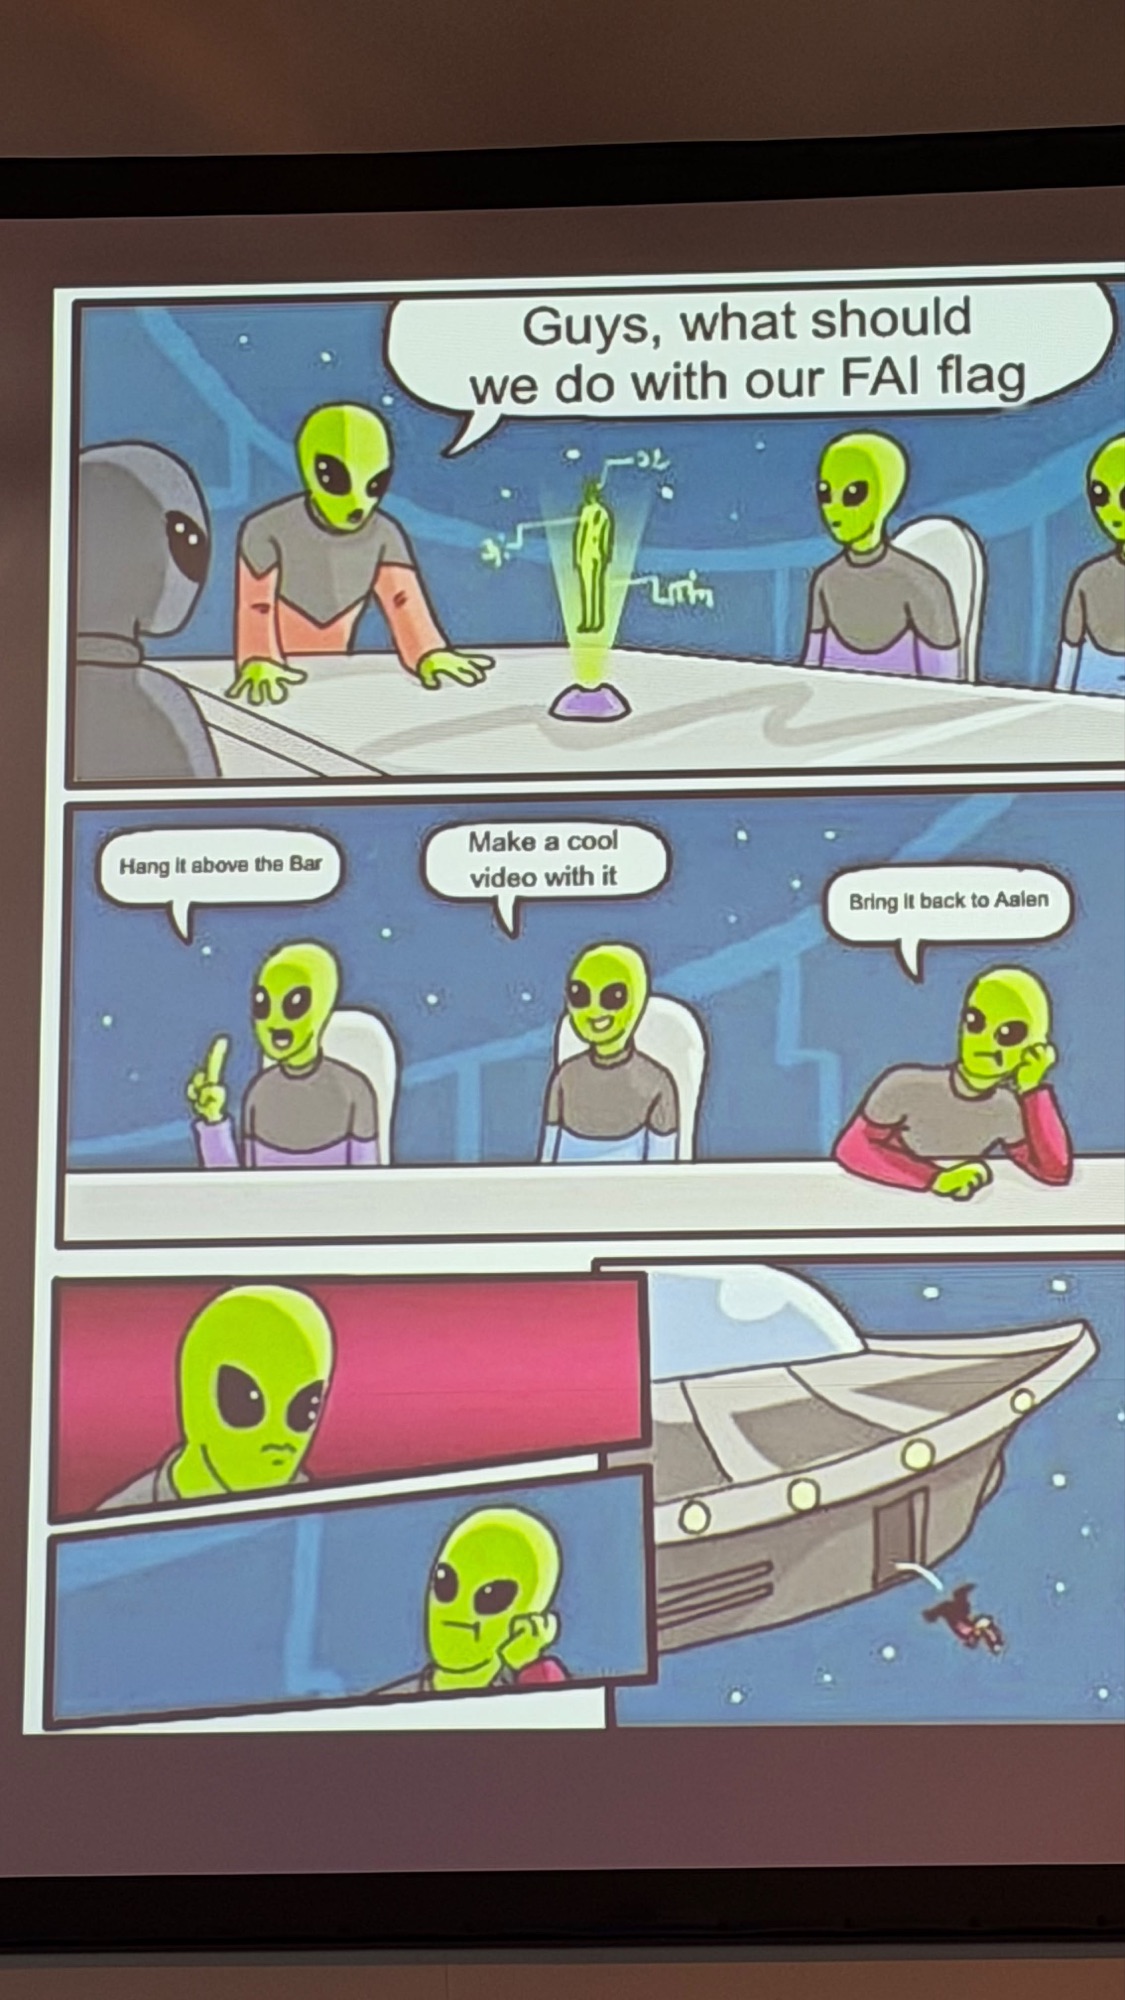 Guys, what should
we do with our FAI flag
Hang it above the Bar
Make a cool
video with it
Bring it back to Aalen